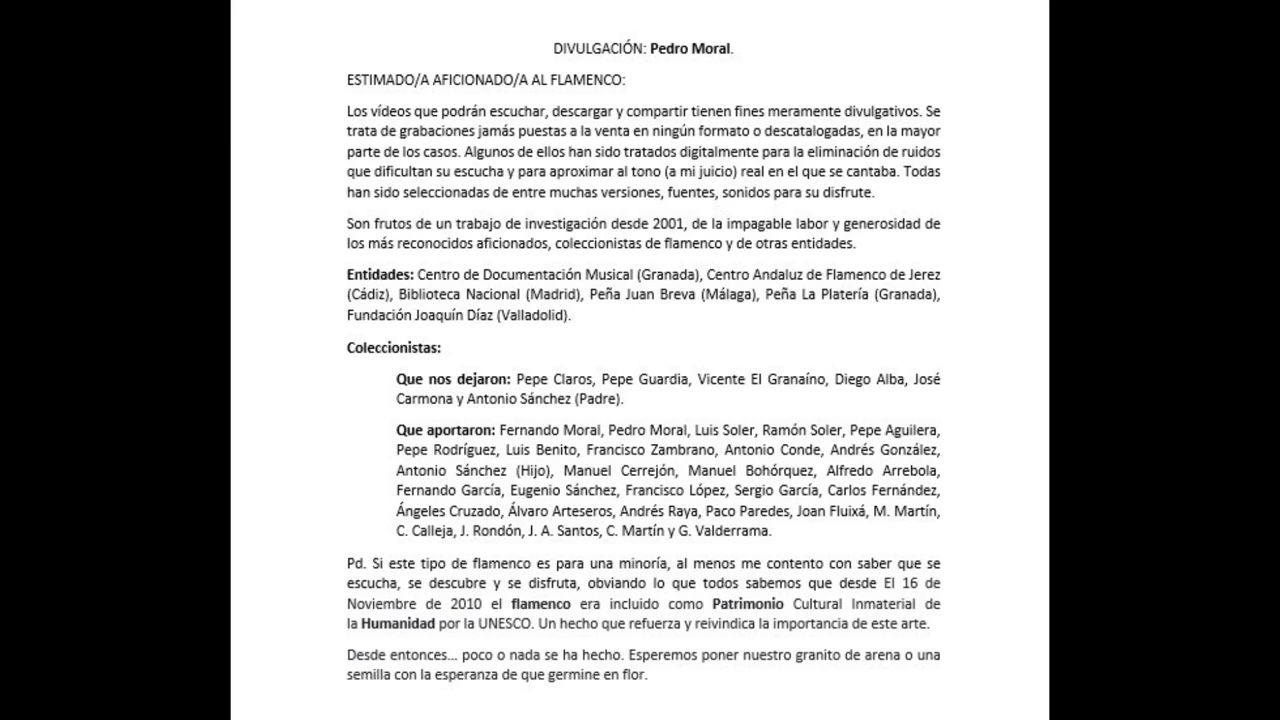 DIVULGACIÓN: Pedro Moral.
ESTIMADO/A AFICIONADO/A AL FLAMENCO:
Los vídeos que podrán escuchar, descargar y compartir tienen fines meramente divulgativos. Se
trata de grabaciones jamás puestas a la venta en ningún formato o descatalogadas, en la mayor
parte de los casos. Algunos de ellos han sido tratados digitalmente para la eliminación de ruidos
que dificultan su escucha y para aproximar al tono (a mi juicio) real en el que se cantaba. Todas
han sido seleccionadas de entre muchas versiones, fuentes, sonidos para su disfrute.
Son frutos de un trabajo de investigación desde 2001, de la impagable labor y generosidad de
los más reconocidos aficionados, coleccionistas de flamenco y de otras entidades.
Entidades: Centro de Documentación Musical (Granada), Centro Andaluz de Flamenco de Jerez
(Cádiz), Biblioteca Nacional (Madrid), Peña Juan Breva (Málaga), Peña La Platería (Granada),
Fundación Joaquín Díaz (Valladolid).
Coleccionistas:
Que nos dejaron: Pepe Claros, Pepe Guardia, Vicente El Granaíno, Diego Alba, José
Carmona y Antonio Sánchez (Padre).
Que aportaron: Fernando Moral, Pedro Moral, Luis Soler, Ramón Soler, Pepe Aguilera,
Pepe Rodríguez, Luis Benito, Francisco Zambrano, Antonio Conde, Andrés González,
Antonio Sánchez (Hijo), Manuel Cerrejón, Manuel Bohórquez, Alfredo Arrebola,
Fernando García, Eugenio Sánchez, Francisco López, Sergio García, Carlos Fernández,
Ángeles Cruzado, Álvaro Arteseros, Andrés Raya, Paco Paredes, Joan Fluixá, M. Martín,
C. Calleja, J. Rondón, J. A. Santos, C. Martín y G. Valderrama.
Pd. Si este tipo de flamenco es para una minoría, al menos me contento con saber que se
escucha, se descubre y se disfruta, obviando lo que todos sabemos que desde El 16 de
Noviembre de 2010 el flamenco era incluido como Patrimonio Cultural Inmaterial de
la Humanidad por la UNESCO. Un hecho que refuerza y reivindica la importancia de este arte.
Desde entonces... poco o nada se ha hecho. Esperemos poner nuestro granito de arena o una
semilla con la esperanza de que germine en flor.